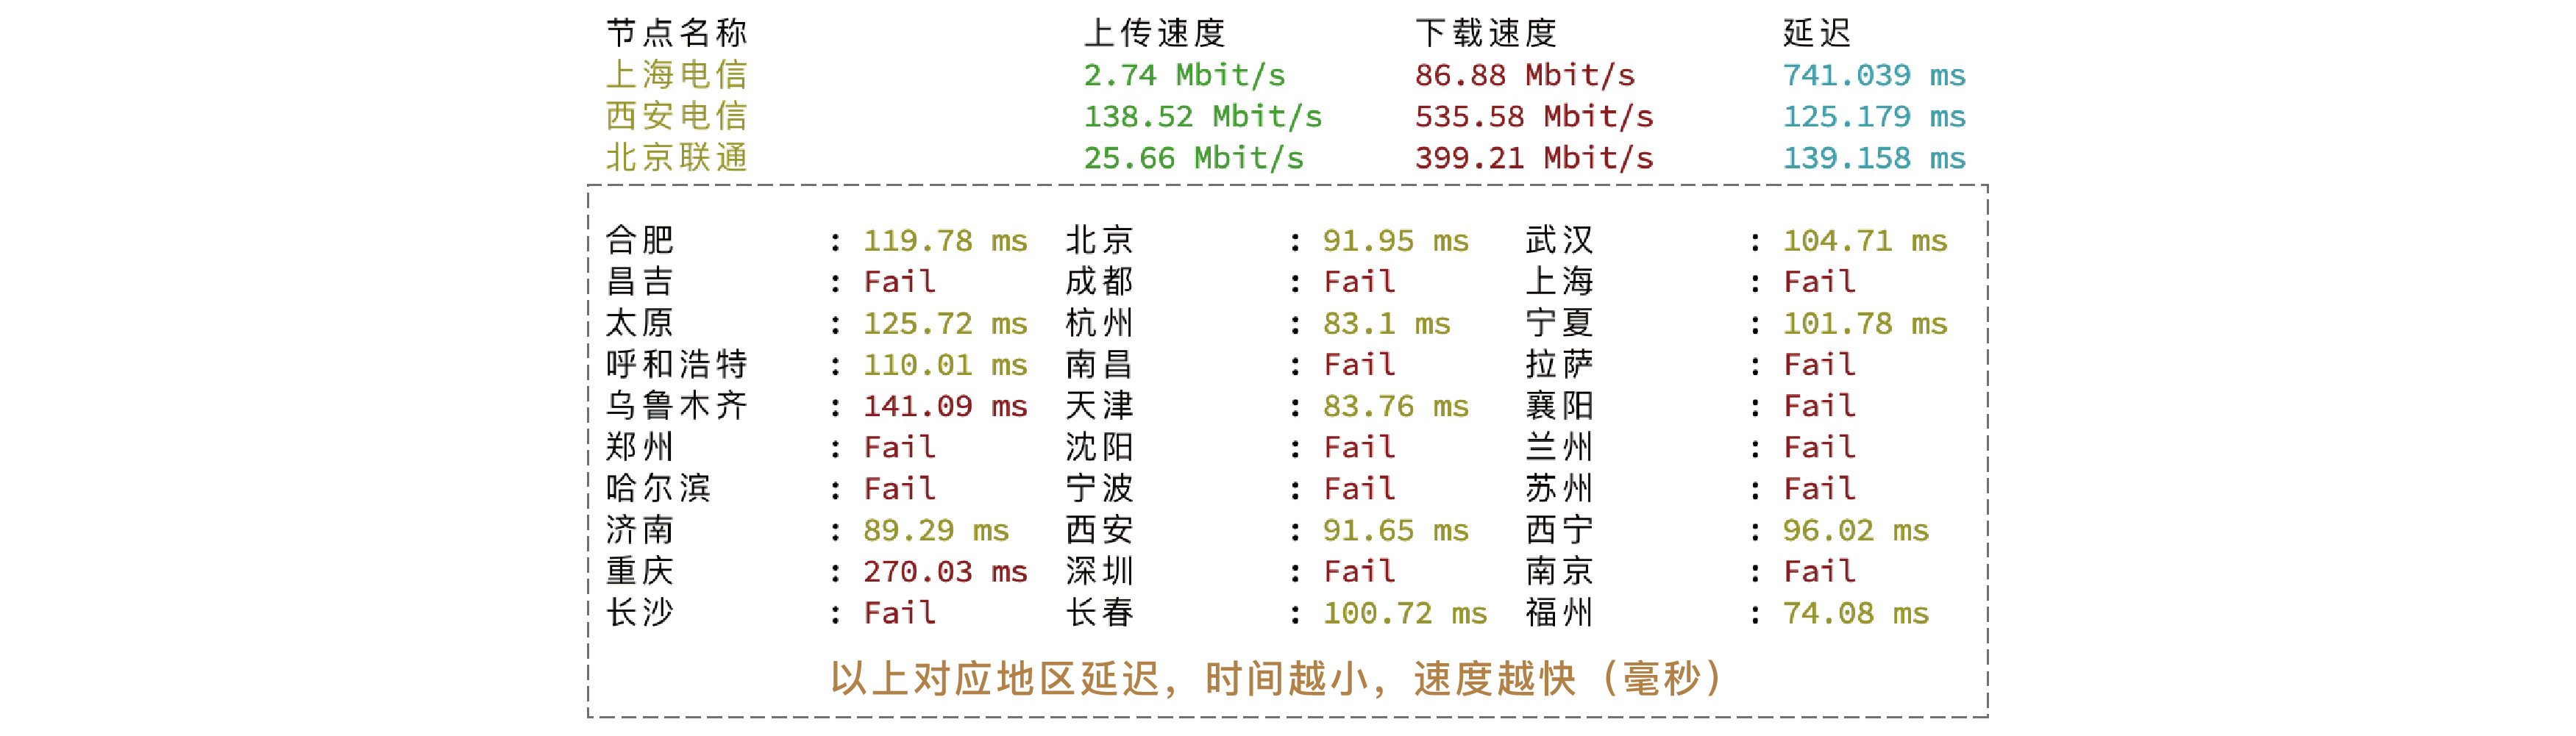 节点名称 上传速度 下载速度 延迟
上海电信 2.74 Mbit/s 86.88 Mbit/s 741.039 ms
西安电信 138.52 Mbit/s 535.58 Mbit/s 125.179 ms
北京联通 25.66 Mbit/s 399.21 Mbit/s 139.158 ms
合肥 : 119.78 ms 北京 : 91.95 ms 武汉 : 104.71 ms
昌吉 : Fail 成都 : Fail 上海 : Fail
太原 : 125.72 ms 杭州 : 83.1 ms 宁夏 : 101.78 ms
呼和浩特 : 110.01 ms 南昌 : Fail 拉萨 : Fail
乌鲁木齐 : 141.09 ms 天津 : 83.76 ms 襄阳 : Fail
郑州 : Fail 沈阳 : Fail 兰州 : Fail
哈尔滨 : Fail 宁波 : Fail 苏州 : Fail
济南 : 89.29 ms 西安 : 91.65 ms 西宁 : 96.02 ms
重庆 : 270.03 ms 深圳 : Fail 南京 : Fail
长沙 : Fail 长春 : 100.72 ms 福州 : 74.08 ms
以上对应地区延迟，时间越小，速度越快（毫秒）